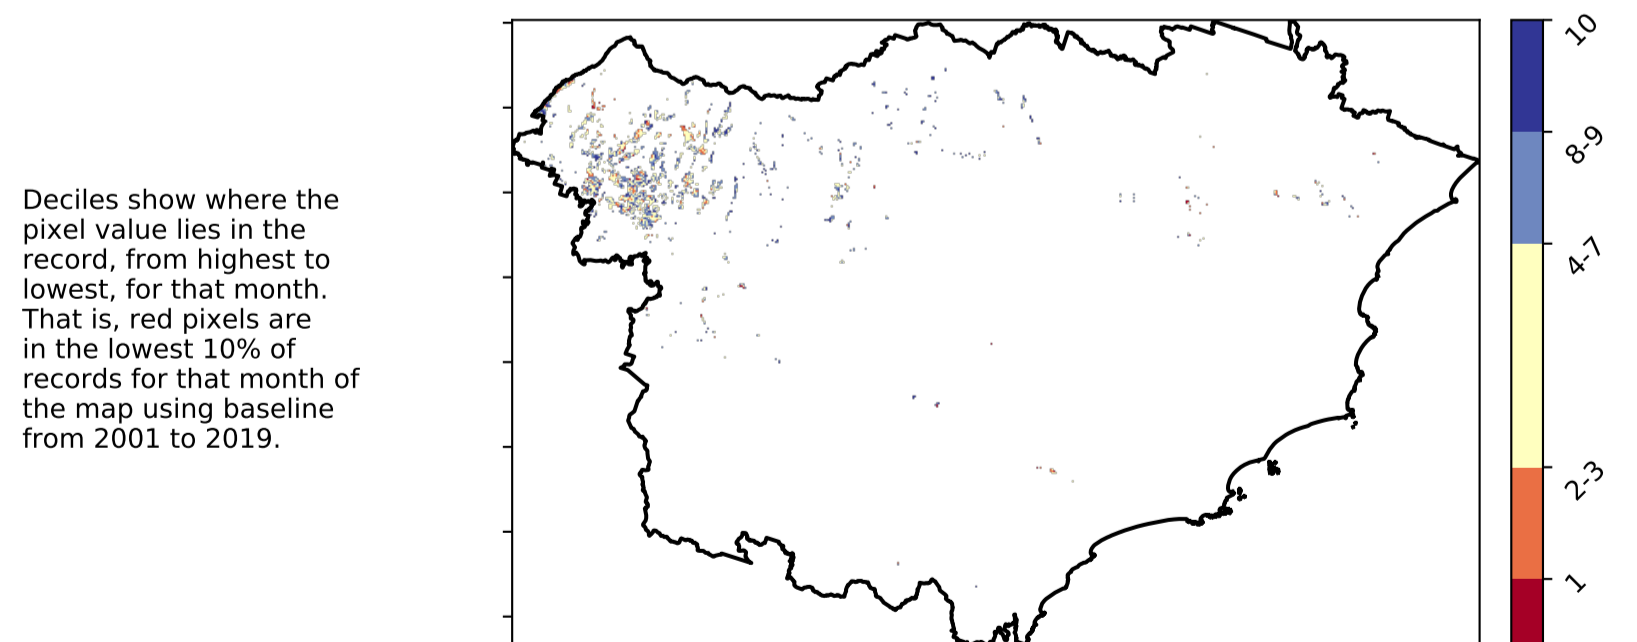 Deciles show where the
pixel value lies in the
record, from highest to
lowest, for that month.
That is, red pixels are
in the lowest 10% of
records for that month of
the map using baseline
from 2001 to 2019.
10
8-9
4-7
2-3
1